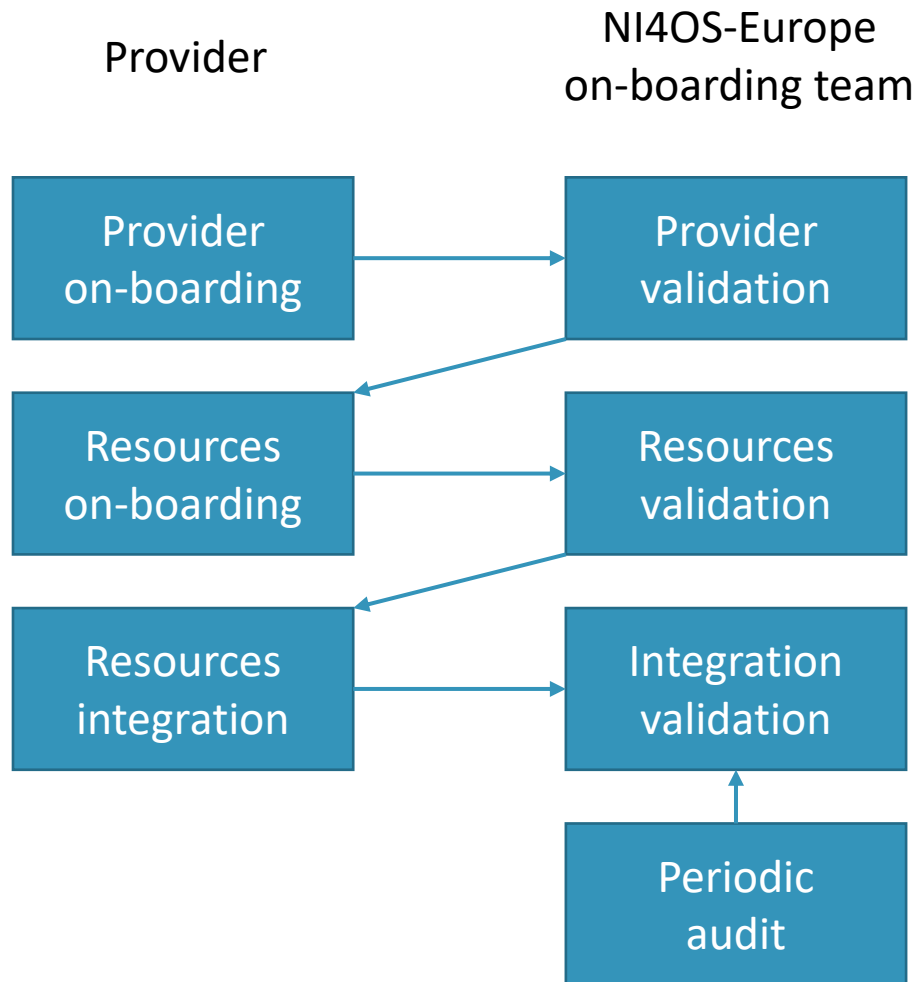 Provider
NI4OS-Europe
on-boarding team
Provider
on-boarding
Provider
validation
Resources
on-boarding
Resources
validation
Resources
integration
Integration
validation
Periodic
audit